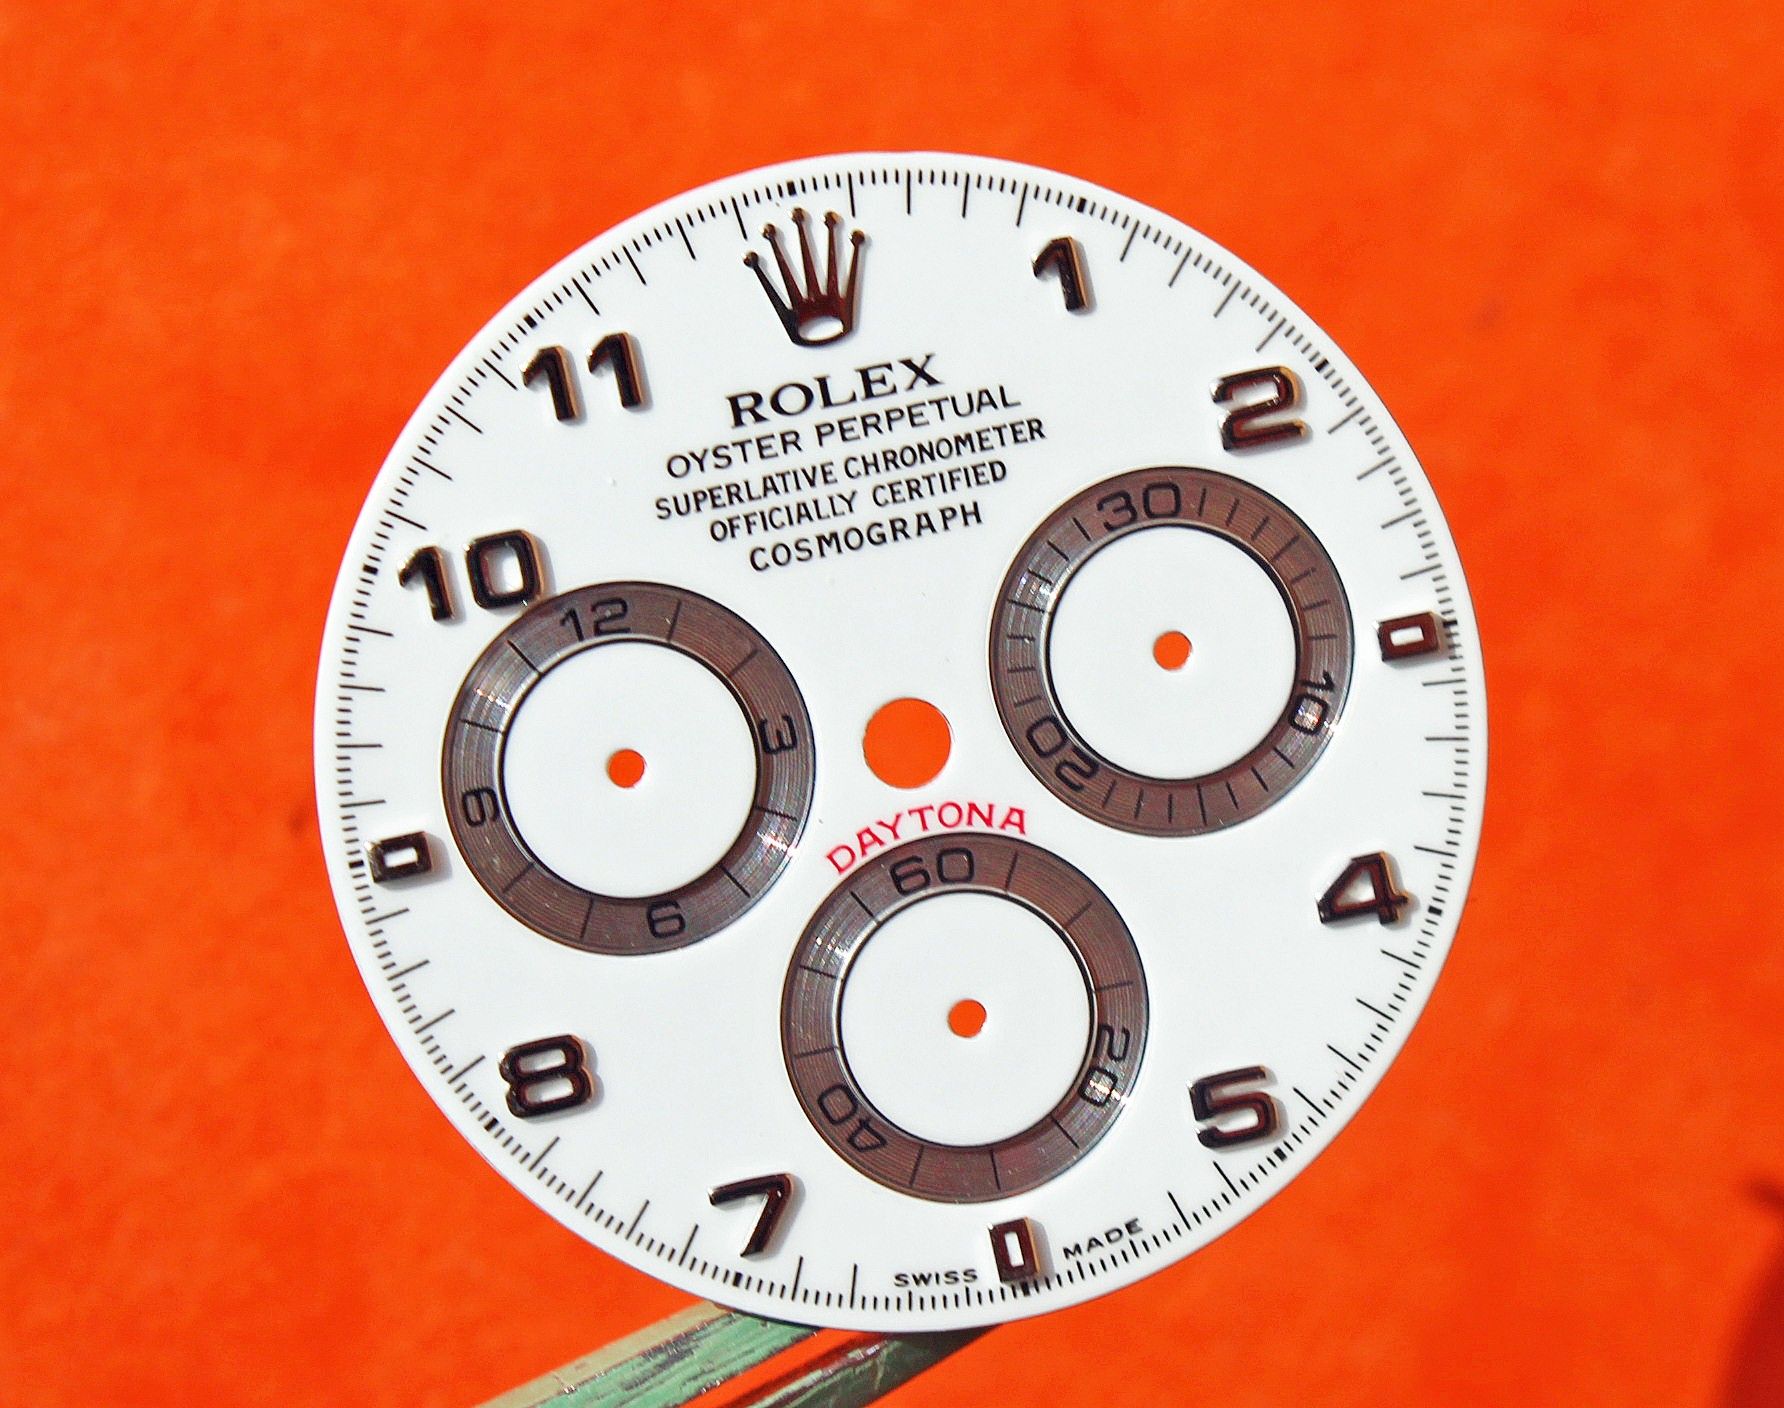 1
11
2
ROLEX
OYSTER PERPETUAL
SUPERLATIVE CHRONOMETER
OFFICIALLY CERTIFIED
COSMOGRAPH
10
30
10
20
12
3
6
9
DAYTONA
60
20
40
4
8
5
7
SWISS MADE